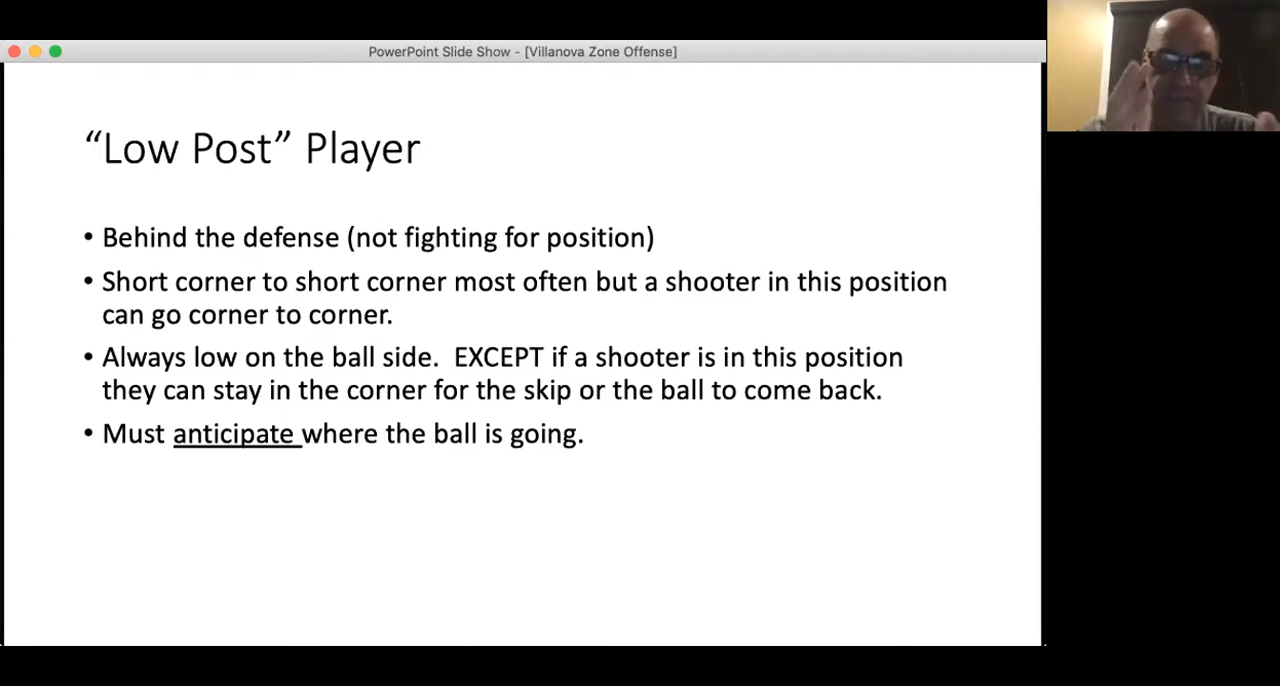 PowerPoint Slide Show - [Villanova Zone Offense]
“Low Post” Player
• Behind the defense (not fighting for position)
• Short corner to short corner most often but a shooter in this position
can go corner to corner.
• Always low on the ball side.  EXCEPT if a shooter is in this position
they can stay in the corner for the skip or the ball to come back.
• Must anticipate where the ball is going.